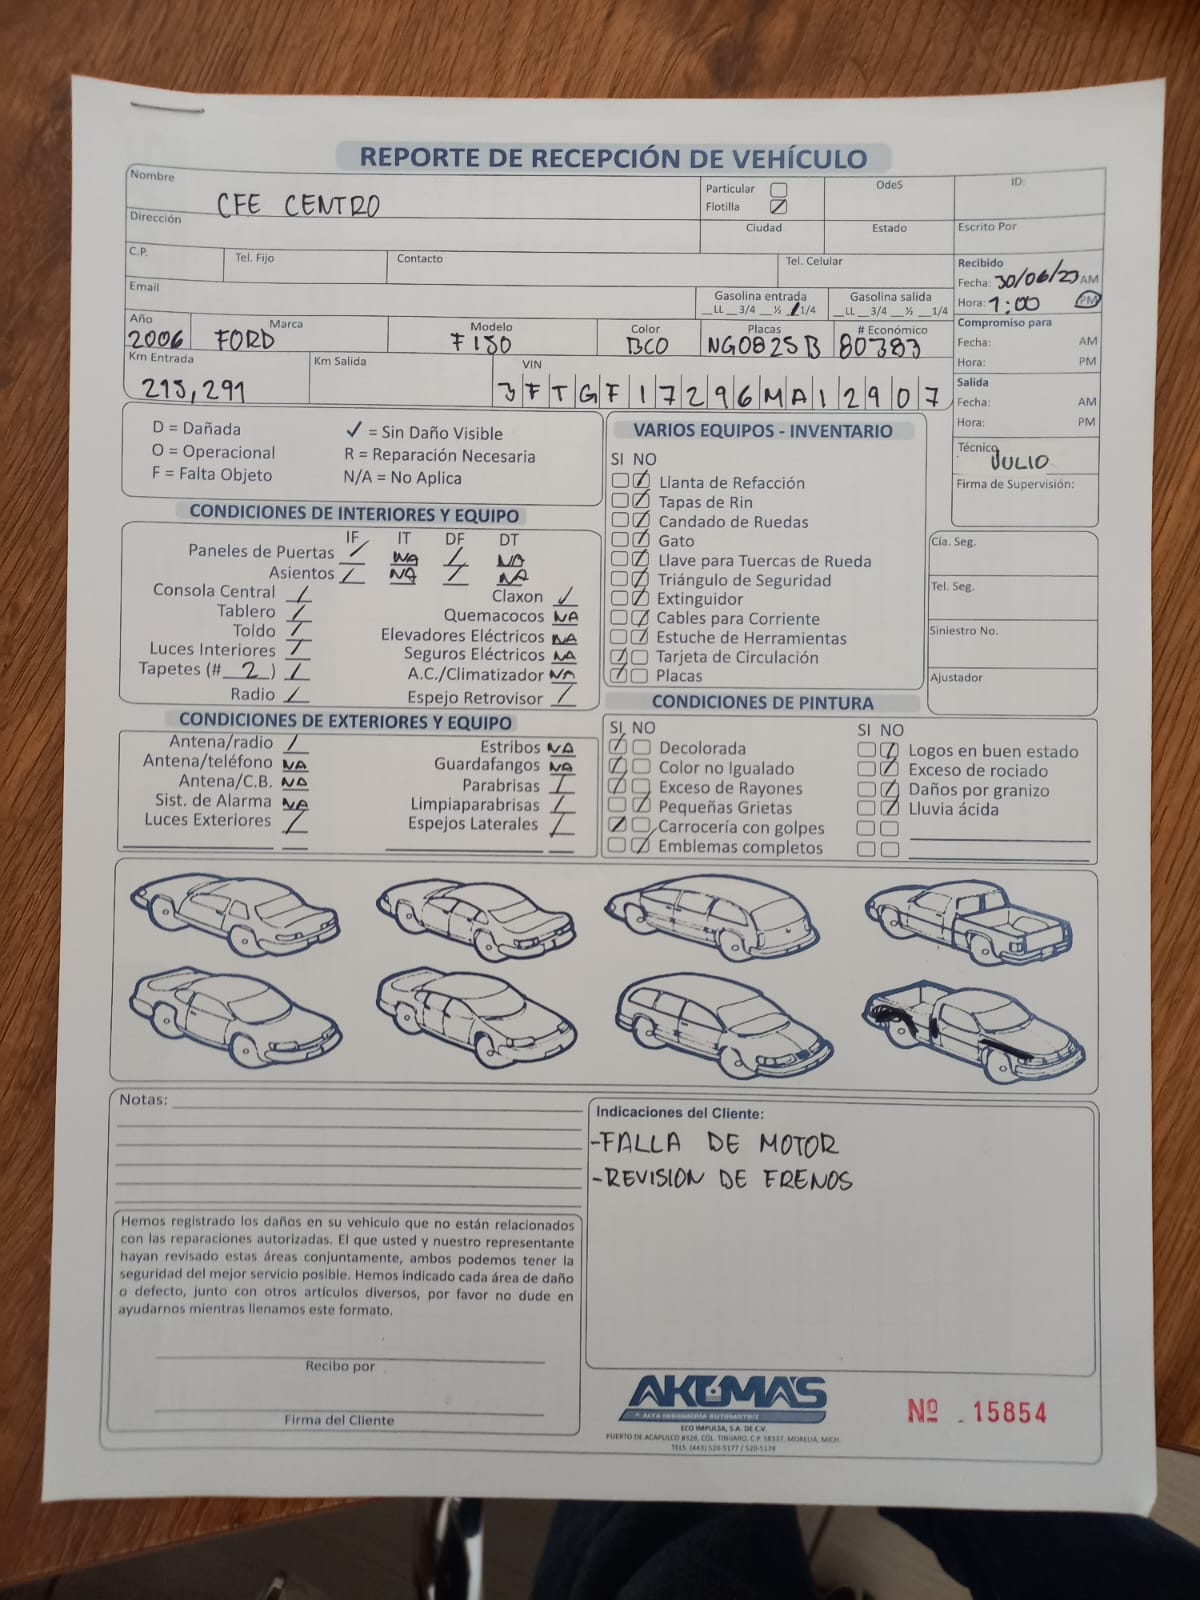 REPORTE DE RECEPCIÓN DE VEHÍCULO
Nombre CFE CENTRO
Particular
Flotilla
OdeS
ID:
Dirección
Ciudad
Estado
Escrito Por
C.P.
Tel. Fijo
Contacto
Tel. Celular
Recibido
Fecha: 30/06/23 AM
Hora: 1:00 PM
Email
Gasolina entrada
__LL __3/4 __½ __1/4
Gasolina salida
__LL __3/4 __½ __1/4
Año 2006
Marca FORD
Modelo F150
Color BCO
Placas NG0825B
# Económico 80383
Compromiso para
Fecha: AM
Hora: PM
Km Entrada 215,291
Km Salida
VIN 3FTGF17296MA12907
Salida
Fecha: AM
Hora: PM
Técnico JULIO
Firma de Supervisión:
D = Dañada
O = Operacional
F = Falta Objeto
✓ = Sin Daño Visible
R = Reparación Necesaria
N/A = No Aplica
CONDICIONES DE INTERIORES Y EQUIPO
IF IT DF DT
Paneles de Puertas / NA / NA
Asientos / NA / NA
Consola Central /
Tablero /
Toldo /
Luces Interiores /
Tapetes (# 2 ) /
Radio /
Claxon ✓
Quemacocos NA
Elevadores Eléctricos NA
Seguros Eléctricos NA
A.C./Climatizador NA
Espejo Retrovisor /
VARIOS EQUIPOS - INVENTARIO
SI NO
Llanta de Refacción
Tapas de Rin
Candado de Ruedas
Gato
Llave para Tuercas de Rueda
Triángulo de Seguridad
Extinguidor
Cables para Corriente
Estuche de Herramientas
Tarjeta de Circulación
Placas
Cía. Seg.
Tel. Seg.
Siniestro No.
Ajustador
CONDICIONES DE EXTERIORES Y EQUIPO
Antena/radio /
Antena/teléfono NA
Antena/C.B. NA
Sist. de Alarma NA
Luces Exteriores /
Estribos NA
Guardafangos NA
Parabrisas /
Limpiaparabrisas /
Espejos Laterales /
CONDICIONES DE PINTURA
SI NO
Decolorada
Color no Igualado
Exceso de Rayones
Pequeñas Grietas
Carrocería con golpes
Emblemas completos
SI NO
Logos en buen estado
Exceso de rociado
Daños por granizo
Lluvia ácida
Notas:
Indicaciones del Cliente:
-FALLA DE MOTOR
-REVISION DE FRENOS
Hemos registrado los daños en su vehiculo que no están relacionados
con las reparaciones autorizadas. El que usted y nuestro representante
hayan revisado estas áreas conjuntamente, ambos podemos tener la
seguridad del mejor servicio posible. Hemos indicado cada área de daño
o defecto, junto con otros artículos diversos, por favor no dude en
ayudarnos mientras llenamos este formato.
Recibo por
Firma del Cliente
AKTMA'S
ALTA INGENIERÍA AUTOMOTRIZ
ECO IMPULSA, S.A. DE C.V.
PUERTO DE ACAPULCO #328, COL. TINIJARO, C.P. 58337, MORELIA, MICH.
TELS. (443) 520-5177 / 520-5178
Nº 15854